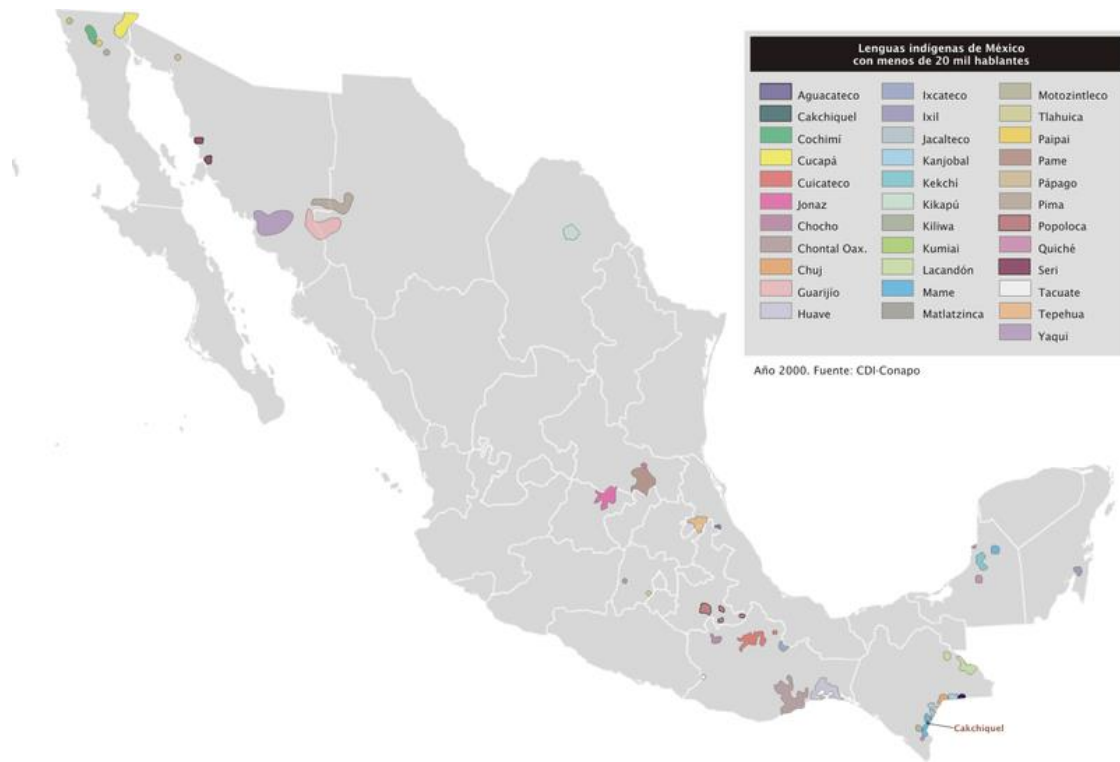 Lenguas indígenas de México
con menos de 20 mil hablantes
Aguacateco
Cakchiquel
Cochimí
Cucapá
Cuicateco
Jonaz
Chocho
Chontal Oax.
Chuj
Guarijío
Huave
Ixcateco
Ixil
Jacalteco
Kanjobal
Kekchí
Kikapú
Kiliwa
Kumiai
Lacandón
Mame
Matlatzinca
Motozintleco
Tlahuica
Paipai
Pame
Pápago
Pima
Popoloca
Quiché
Seri
Tacuate
Tepehua
Yaqui
Año 2000. Fuente: CDI-Conapo
Cakchiquel